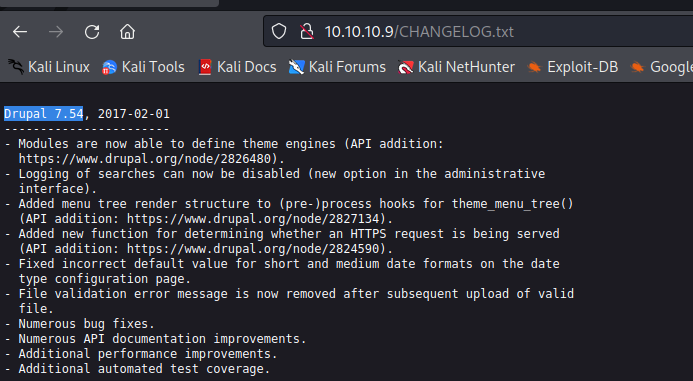 10.10.10.9/CHANGELOG.txt
Kali Linux Kali Tools Kali Docs Kali Forums Kali NetHunter Exploit-DB Google
Drupal 7.54, 2017-02-01
-----------------------
- Modules are now able to define theme engines (API addition:
https://www.drupal.org/node/2826480).
- Logging of searches can now be disabled (new option in the administrative
interface).
- Added menu tree render structure to (pre-)process hooks for theme_menu_tree()
(API addition: https://www.drupal.org/node/2827134).
- Added new function for determining whether an HTTPS request is being served
(API addition: https://www.drupal.org/node/2824590).
- Fixed incorrect default value for short and medium date formats on the date
type configuration page.
- File validation error message is now removed after subsequent upload of valid
file.
- Numerous bug fixes.
- Numerous API documentation improvements.
- Additional performance improvements.
- Additional automated test coverage.